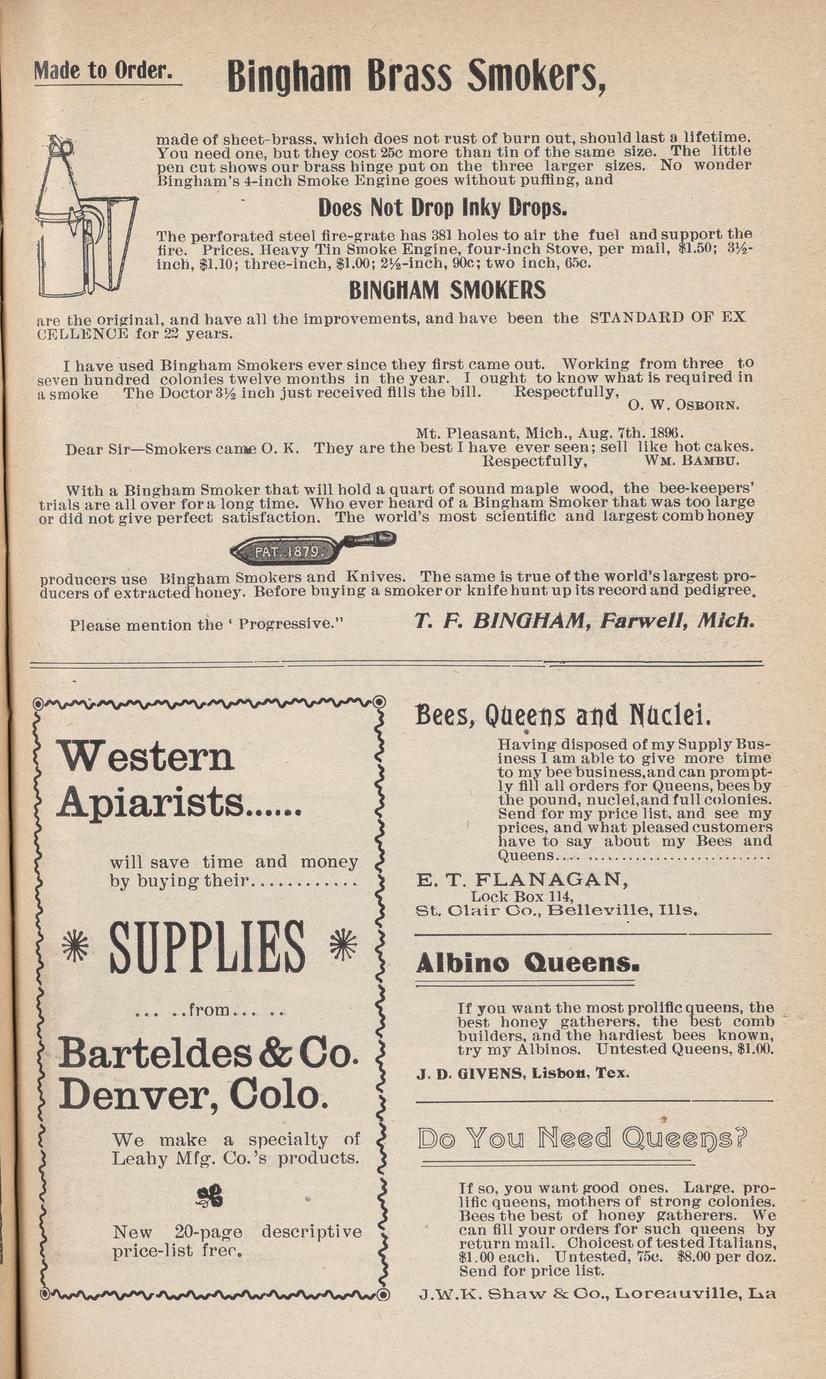 Made to Order.
Bingham Brass Smokers,
made of sheet-brass, which does not rust of burn out, should last a lifetime.
You need one, but they cost 25c more than tin of the same size. The little
pen cut shows our brass hinge put on the three larger sizes. No wonder
Bingham's 4-inch Smoke Engine goes without puffing, and
Does Not Drop Inky Drops.
The perforated steel fire-grate has 381 holes to air the fuel and support the
fire. Prices, Heavy Tin Smoke Engine, four-inch Stove, per mail, $1.50; 3½-
inch, $1.10; three-inch, $1.00; 2½-inch, 90c; two inch, 65c.
BINGHAM SMOKERS
are the original, and have all the improvements, and have been the STANDARD OF EX
CELLENCE for 22 years.
I have used Bingham Smokers ever since they first came out. Working from three to
seven hundred colonies twelve months in the year. I ought to know what is required in
a smoke The Doctor 3½ inch just received fills the bill. Respectfully,
O. W. OSBORN.
Mt. Pleasant, Mich., Aug. 7th. 1896.
Dear Sir—Smokers came O. K. They are the best I have ever seen; sell like hot cakes.
Respectfully, WM. BAMBU.
With a Bingham Smoker that will hold a quart of sound maple wood, the bee-keepers'
trials are all over for a long time. Who ever heard of a Bingham Smoker that was too large
or did not give perfect satisfaction. The world's most scientific and largest comb honey
PAT. 1879.
producers use Bingham Smokers and Knives. The same is true of the world's largest pro-
ducers of extracted honey. Before buying a smoker or knife hunt up its record and pedigree.
Please mention the ' Progressive."
T. F. BINGHAM, Farwell, Mich.
Western
Apiarists......
will save time and money
by buying their............
SUPPLIES
... ..from... ..
Barteldes & Co.
Denver, Colo.
We make a specialty of
Leahy Mfg. Co.'s products.
New 20-page descriptive
price-list free.
Bees, Queens and Nuclei.
Having disposed of my Supply Bus-
iness I am able to give more time
to my bee business, and can prompt-
ly fill all orders for Queens, bees by
the pound, nuclei, and full colonies.
Send for my price list, and see my
prices, and what pleased customers
have to say about my Bees and
Queens.... ...........................
E. T. FLANAGAN,
Lock Box 114,
St. Clair Co., Belleville, Ills.
Albino Queens.
If you want the most prolific queens, the
best honey gatherers, the best comb
builders, and the hardiest bees known,
try my Albinos. Untested Queens, $1.00.
J. D. GIVENS, Lisbon, Tex.
Do You Need Queens?
If so, you want good ones. Large, pro-
lific queens, mothers of strong colonies.
Bees the best of honey gatherers. We
can fill your orders for such queens by
return mail. Choicest of tested Italians,
$1.00 each. Untested, 75c. $8.00 per doz.
Send for price list.
J.W.K. Shaw & Co., Loreauville, La